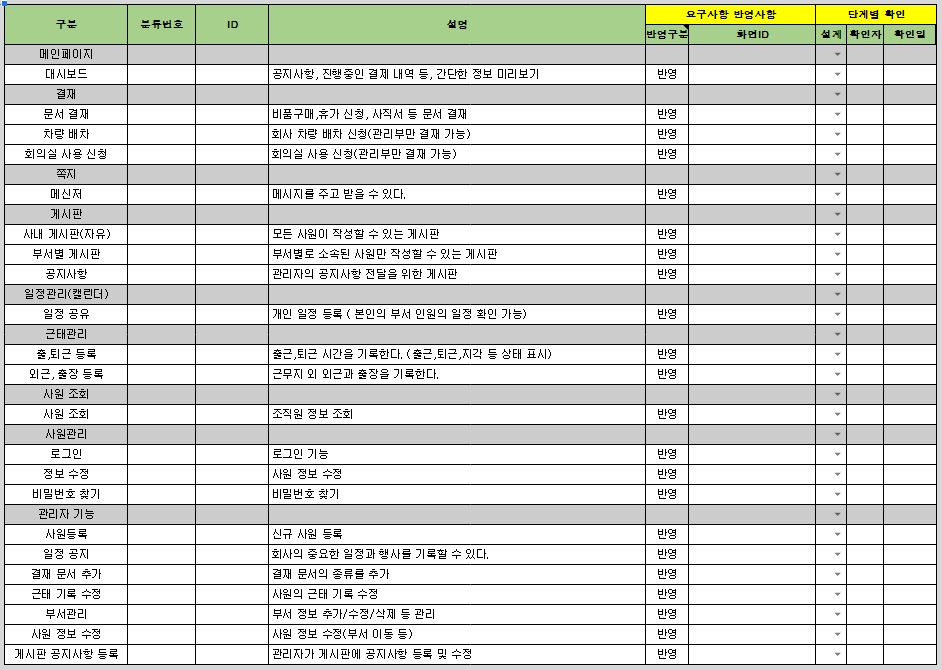 구분 분류번호 ID 설명 요구사항 반영사항 단계별 확인
반영구분 화면ID 설계 확인자 확인일
메인페이지
대시보드 공지사항, 진행중인 결제 내역 등, 간단한 정보 미리보기 반영
결재
문서 결재 비품구매,휴가 신청, 사직서 등 문서 결재 반영
차량 배차 회사 차량 배차 신청(관리부만 결재 가능) 반영
회의실 사용 신청 회의실 사용 신청(관리부만 결재 가능) 반영
쪽지
메신저 메시지를 주고 받을 수 있다. 반영
게시판
사내 게시판(자유) 모든 사원이 작성할 수 있는 게시판 반영
부서별 게시판 부서별로 소속된 사원만 작성할 수 있는 게시판 반영
공지사항 관리자의 공지사항 전달을 위한 게시판 반영
일정관리(캘린더)
일정 공유 개인 일정 등록 ( 본인의 부서 인원의 일정 확인 가능) 반영
근태관리
출,퇴근 등록 출근,퇴근 시간을 기록한다. ( 출근,퇴근,지각 등 상태 표시) 반영
외근, 출장 등록 근무지 외 외근과 출장을 기록한다. 반영
사원 조회
사원 조회 조직원 정보 조회 반영
사원관리
로그인 로그인 기능 반영
정보 수정 사원 정보 수정 반영
비밀번호 찾기 비밀번호 찾기 반영
관리자 기능
사원등록 신규 사원 등록 반영
일정 공지 회사의 중요한 일정과 행사를 기록할 수 있다. 반영
결재 문서 추가 결재 문서의 종류를 추가 반영
근태 기록 수정 사원의 근태 기록 수정 반영
부서관리 부서 정보 추가/수정/삭제 등 관리 반영
사원 정보 수정 사원 정보 수정(부서 이동 등) 반영
게시판 공지사항 등록 관리자가 게시판에 공지사항 등록 및 수정 반영